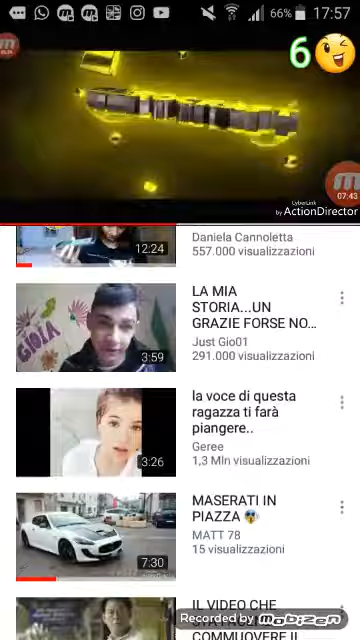 66% 17:57
6
07:43
CyberLink
by ActionDirector
12:24
Daniela Cannoletta
557.000 visualizzazioni
GIOIA
3:59
LA MIA
STORIA...UN
GRAZIE FORSE NO...
Just Gio01
291.000 visualizzazioni
3:26
la voce di questa
ragazza ti farà
piangere..
Geree
1,3 Mln visualizzazioni
7:30
MASERATI IN
PIAZZA
MATT 78
15 visualizzazioni
IL VIDEO CHE
Recorded by mobizen
COMMUOVERE IL